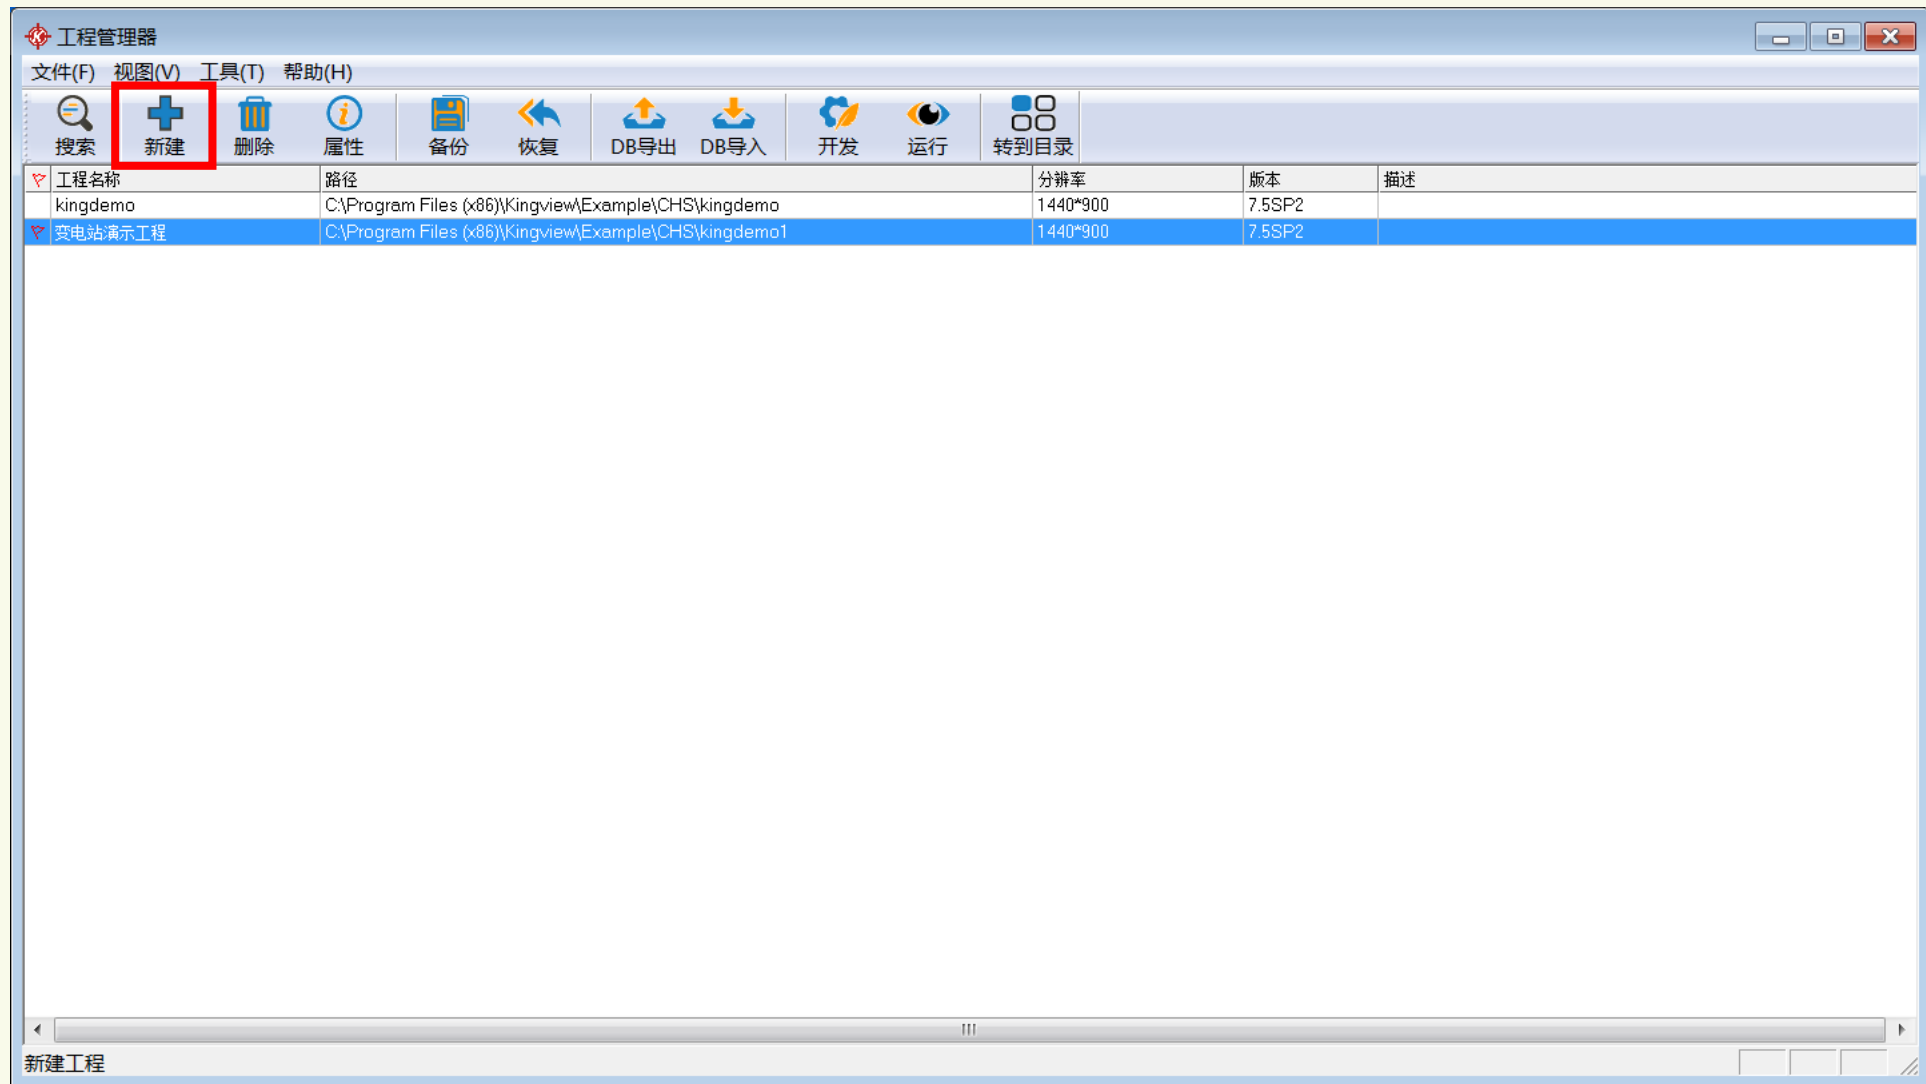 工程管理器
文件(F) 视图(V) 工具(T) 帮助(H)
搜索 新建 删除 属性 备份 恢复 DB导出 DB导入 开发 运行 转到目录
工程名称 路径 分辨率 版本 描述
kingdemo C:\Program Files (x86)\Kingview\Example\CHS\kingdemo 1440*900 7.5SP2
变电站演示工程 C:\Program Files (x86)\Kingview\Example\CHS\kingdemo1 1440*900 7.5SP2
新建工程